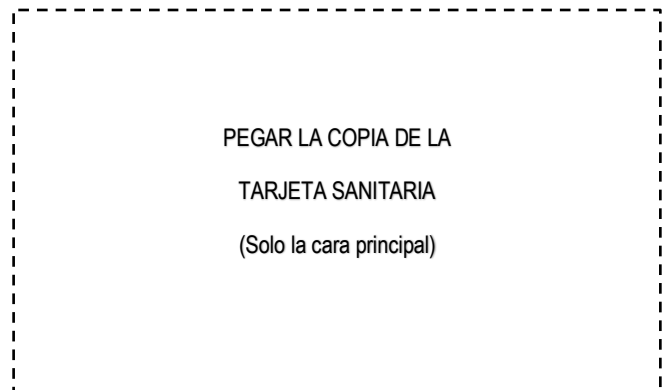 PEGAR LA COPIA DE LA
TARJETA SANITARIA
(Solo la cara principal)